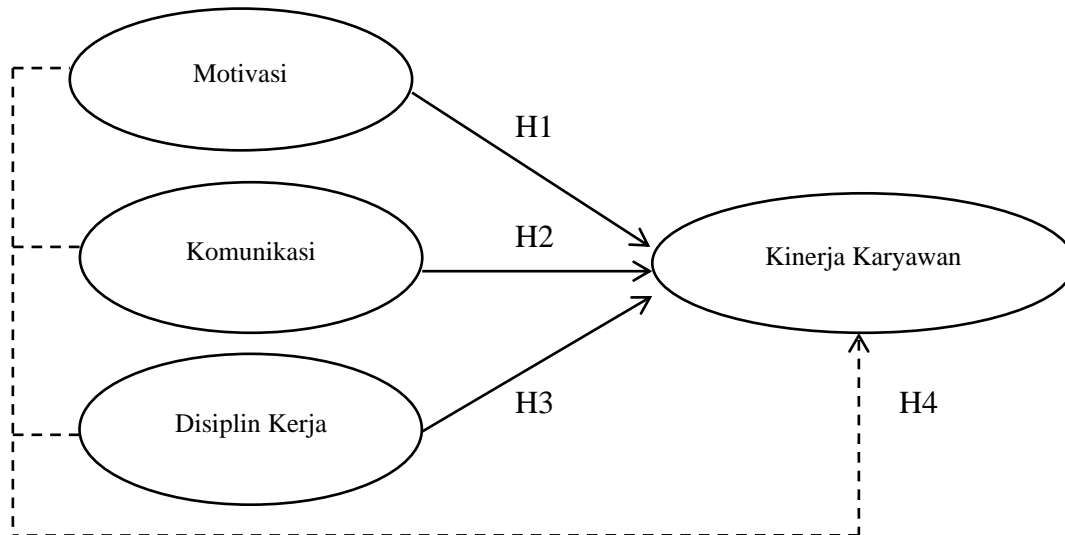 Motivasi
H1
Komunikasi
H2
Kinerja Karyawan
Disiplin Kerja
H3
H4